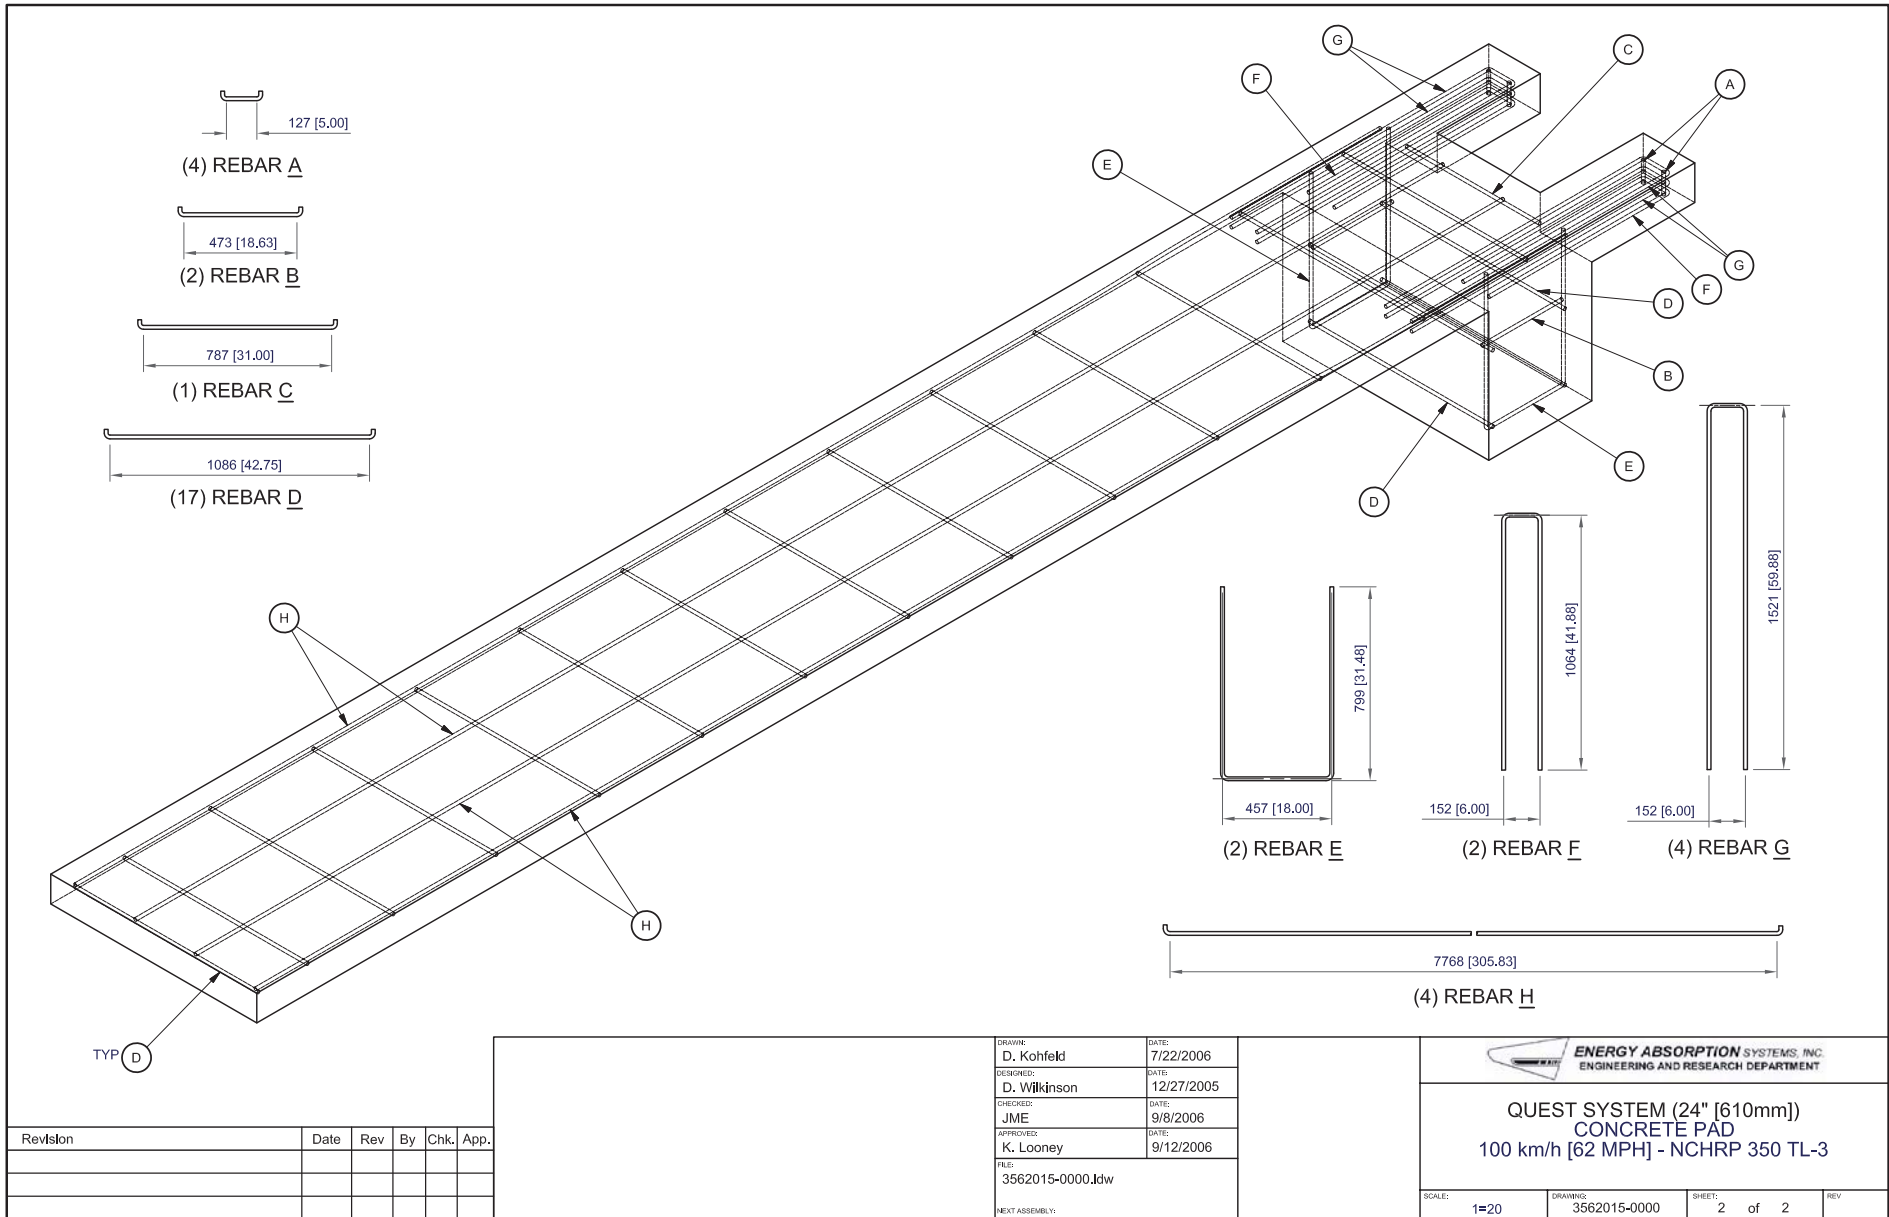 G
C
F
A
E
127 [5.00]
(4) REBAR A
473 [18.63]
(2) REBAR B
787 [31.00]
(1) REBAR C
1086 [42.75]
(17) REBAR D
E
G
F
D
B
E
D
H
H
TYP D
799 [31.48]
457 [18.00]
(2) REBAR E
1064 [41.88]
152 [6.00]
(2) REBAR F
1521 [59.88]
152 [6.00]
(4) REBAR G
7768 [305.83]
(4) REBAR H
Revision Date Rev By Chk. App.
DRAWN: DATE:
D. Kohfeld 7/22/2006
DESIGNED: DATE:
D. Wilkinson 12/27/2005
CHECKED: DATE:
JME 9/8/2006
APPROVED: DATE:
K. Looney 9/12/2006
FILE:
3562015-0000.ldw
NEXT ASSEMBLY:
ENERGY ABSORPTION SYSTEMS, INC.
ENGINEERING AND RESEARCH DEPARTMENT
QUEST SYSTEM (24" [610mm])
CONCRETE PAD
100 km/h [62 MPH] - NCHRP 350 TL-3
SCALE: DRAWING: SHEET: REV
1=20 3562015-0000 2 of 2